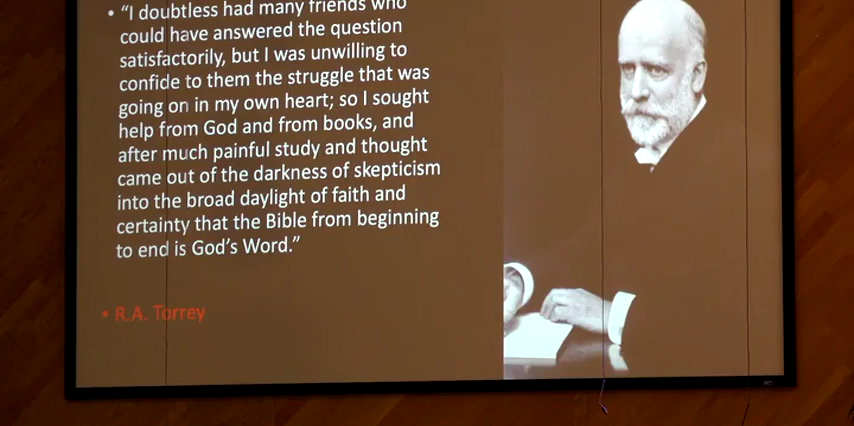 • “I doubtless had many friends who
could have answered the question
satisfactorily, but I was unwilling to
confide to them the struggle that was
going on in my own heart; so I sought
help from God and from books, and
after much painful study and thought
came out of the darkness of skepticism
into the broad daylight of faith and
certainty that the Bible from beginning
to end is God’s Word.”
• R.A. Torrey